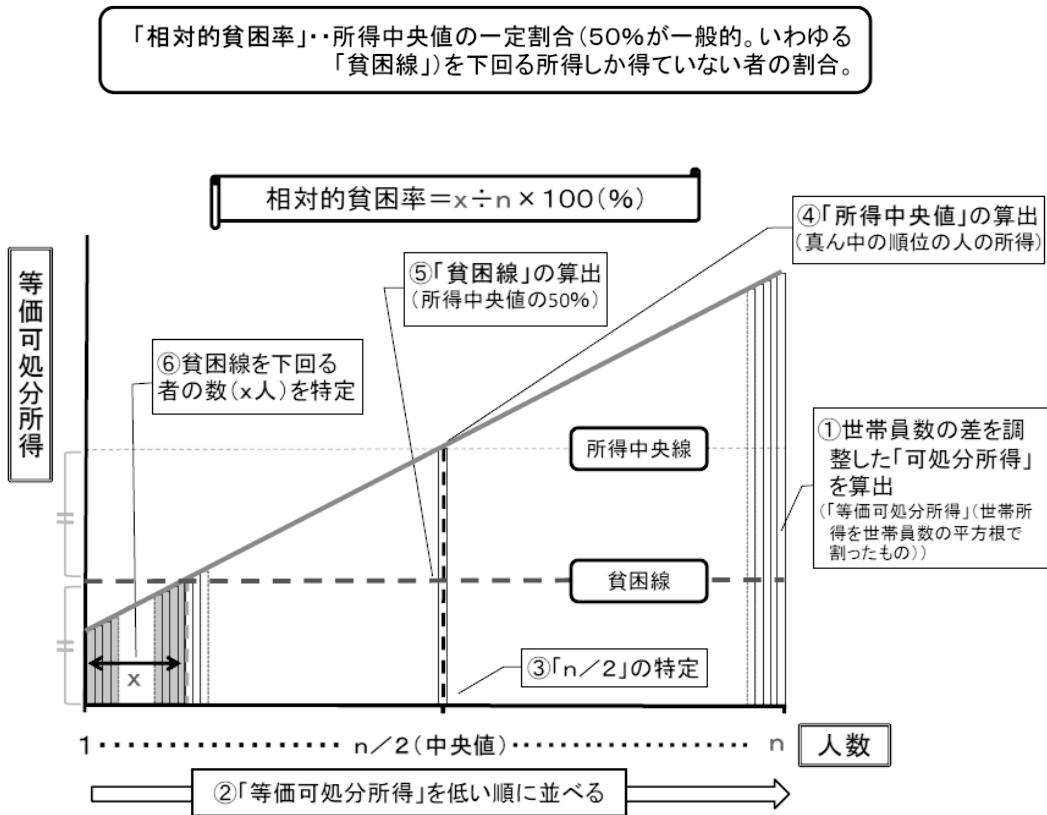 「相対的貧困率」・・所得中央値の一定割合(50%が一般的。いわゆる
「貧困線」)を下回る所得しか得ていない者の割合。
相対的貧困率=x÷n×100(%)
④「所得中央値」の算出
(真ん中の順位の人の所得)
⑤「貧困線」の算出
(所得中央値の50%)
等価可処分所得
⑥貧困線を下回る
者の数(x人)を特定
所得中央線
①世帯員数の差を調
整した「可処分所得」
を算出
(「等価可処分所得」(世帯所
得を世帯員数の平方根で
割ったもの))
貧困線
x
③「n/2」の特定
1・・・・・・・・・・・・・・・・・・n/2(中央値)・・・・・・・・・・・・・・・・・・n
人数
②「等価可処分所得」を低い順に並べる